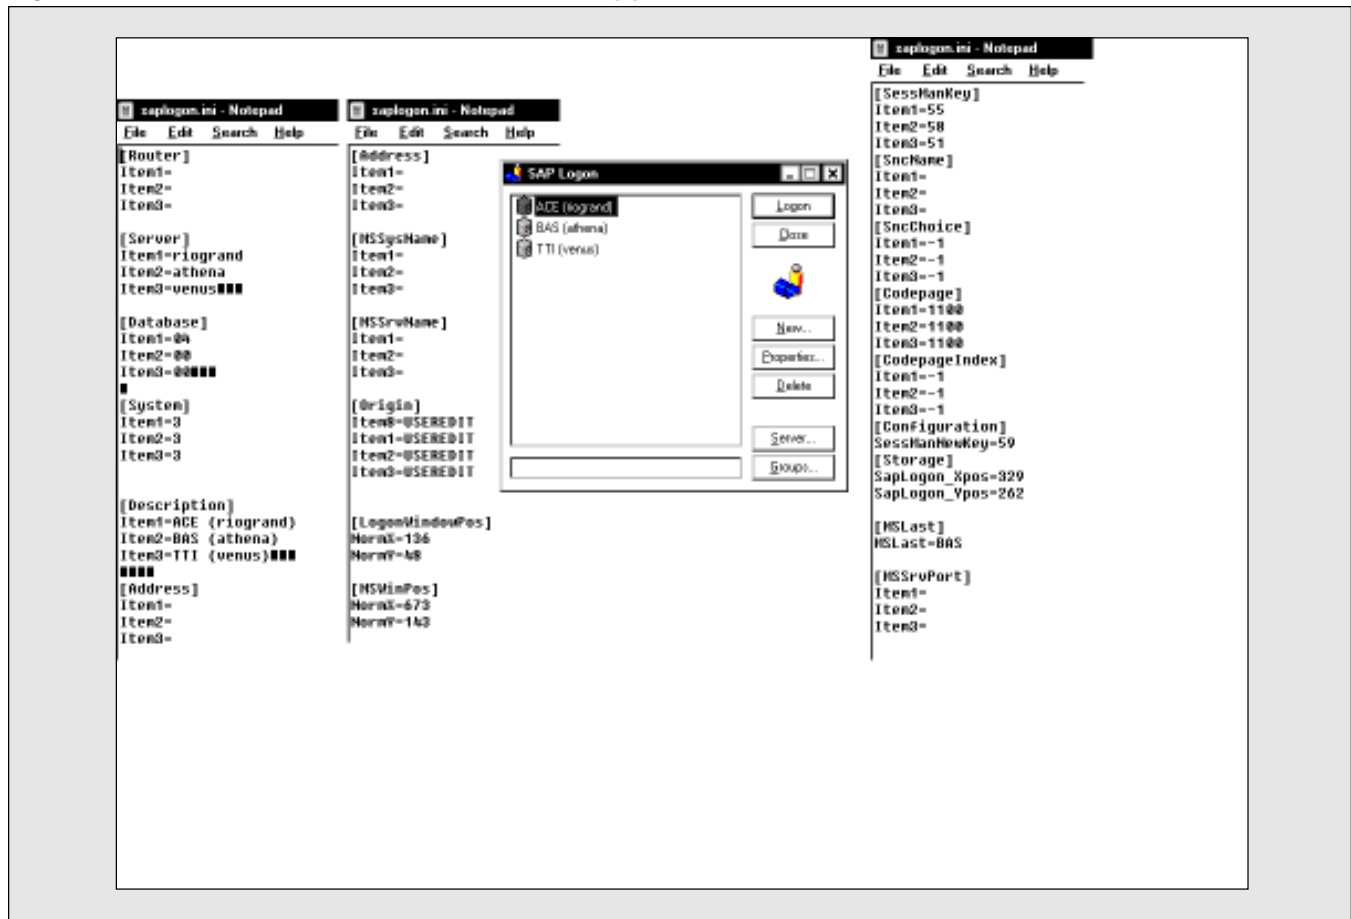 saplogon.ini - Notepad
File Edit Search Help
[Router]
Item1=
Item2=
Item3=
[Server]
Item1=riogrand
Item2=athena
Item3=venus
[Database]
Item1=04
Item2=00
Item3=00
[System]
Item1=3
Item2=3
Item3=3
[Description]
Item1=ACE (riogrand)
Item2=BAS (athena)
Item3=TTI (venus)
[Address]
Item1=
Item2=
Item3=
saplogon.ini - Notepad
File Edit Search Help
[Address]
Item1=
Item2=
Item3=
[MSSysName]
Item1=
Item2=
Item3=
[MSSrvName]
Item1=
Item2=
Item3=
[Origin]
Item0=USEREDIT
Item1=USEREDIT
Item2=USEREDIT
Item3=USEREDIT
[LogonWindowPos]
NormX=136
NormY=48
[MSWinPos]
NormX=673
NormY=143
SAP Logon
ACE (riogrand)
BAS (athena)
TTI (venus)
Logon
Close
New...
Properties...
Delete
Server...
Groups...
saplogon.ini - Notepad
File Edit Search Help
[SessManKey]
Item1=55
Item2=58
Item3=51
[SncName]
Item1=
Item2=
Item3=
[SncChoice]
Item1=-1
Item2=-1
Item3=-1
[Codepage]
Item1=1100
Item2=1100
Item3=1100
[CodepageIndex]
Item1=-1
Item2=-1
Item3=-1
[Configuration]
SessManNewKey=59
[Storage]
SapLogon_Xpos=329
SapLogon_Ypos=262
[MSLast]
MSLast=BAS
[MSSrvPort]
Item1=
Item2=
Item3=